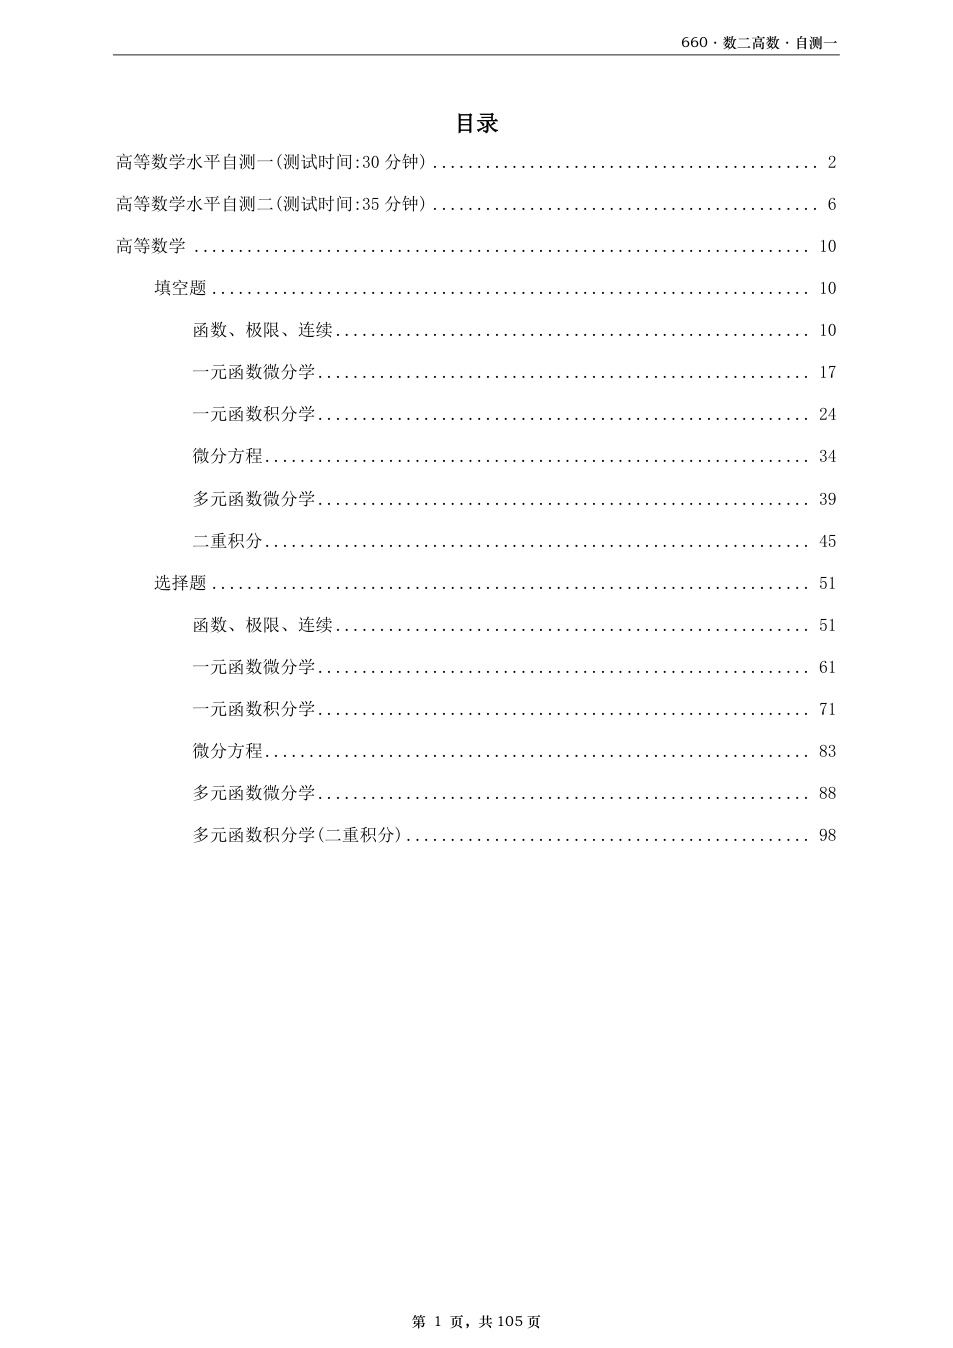 660 · 数二高数 · 自测一
目录
高等数学水平自测一(测试时间:30 分钟) ............................................ 2
高等数学水平自测二(测试时间:35 分钟) ............................................ 6
高等数学 ...................................................................... 10
填空题 .................................................................... 10
函数、极限、连续...................................................... 10
一元函数微分学........................................................ 17
一元函数积分学........................................................ 24
微分方程.............................................................. 34
多元函数微分学........................................................ 39
二重积分.............................................................. 45
选择题 .................................................................... 51
函数、极限、连续...................................................... 51
一元函数微分学........................................................ 61
一元函数积分学........................................................ 71
微分方程.............................................................. 83
多元函数微分学........................................................ 88
多元函数积分学(二重积分).............................................. 98
第 1 页，共 105 页